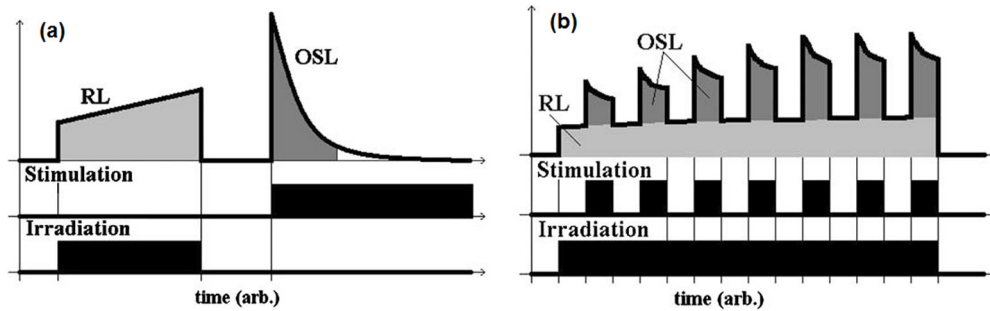 (a)
OSL
RL
Stimulation
Irradiation
time (arb.)
(b)
OSL
RL
Stimulation
Irradiation
time (arb.)